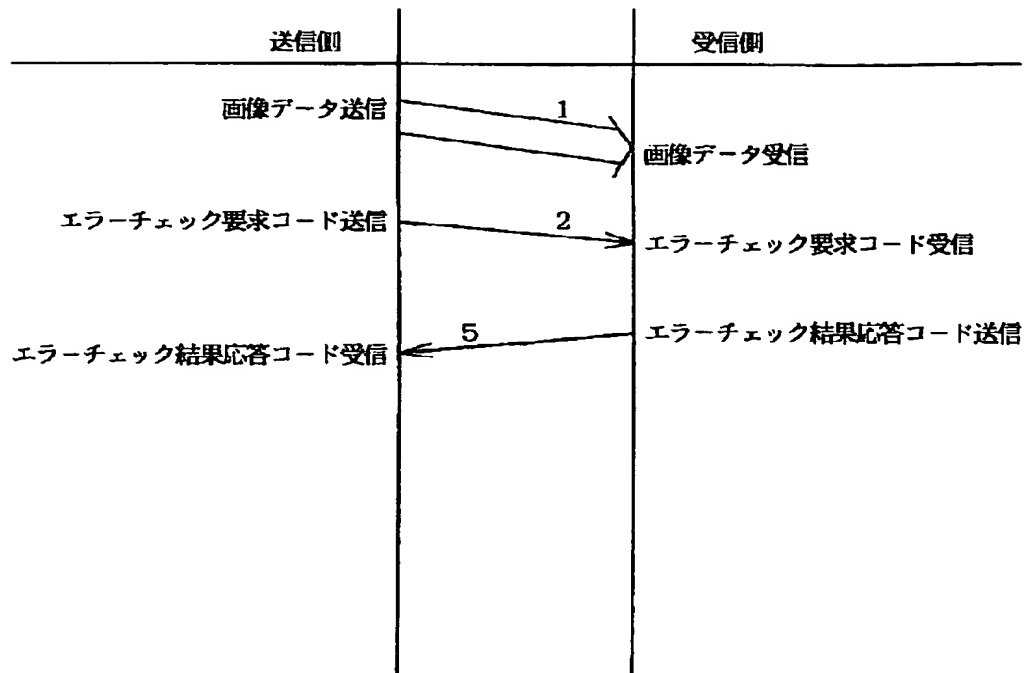 送信側
受信側
画像データ送信
1
画像データ受信
エラーチェック要求コード送信
2
エラーチェック要求コード受信
5
エラーチェック結果応答コード送信
エラーチェック結果応答コード受信